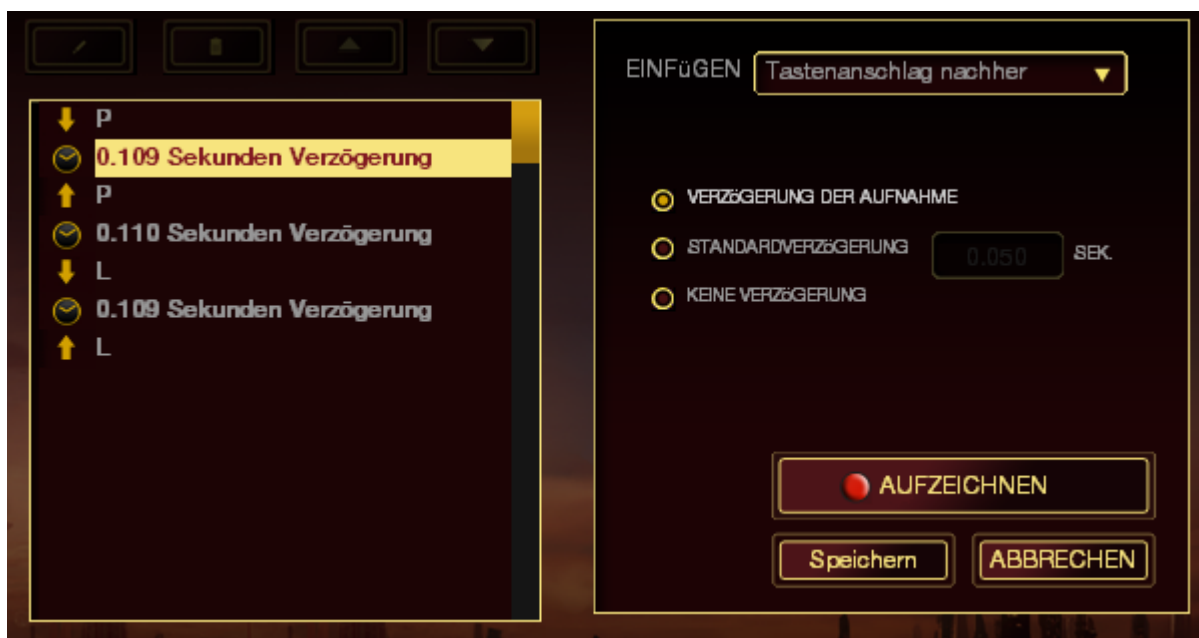 P
0.109 Sekunden Verzögerung
P
0.110 Sekunden Verzögerung
L
0.109 Sekunden Verzögerung
L
EINFüGEN Tastenanschlag nachher
VERZöGERUNG DER AUFNAHME
STANDARDVERZöGERUNG 0.050 SEK.
KEINE VERZöGERUNG
AUFZEICHNEN
Speichern ABBRECHEN